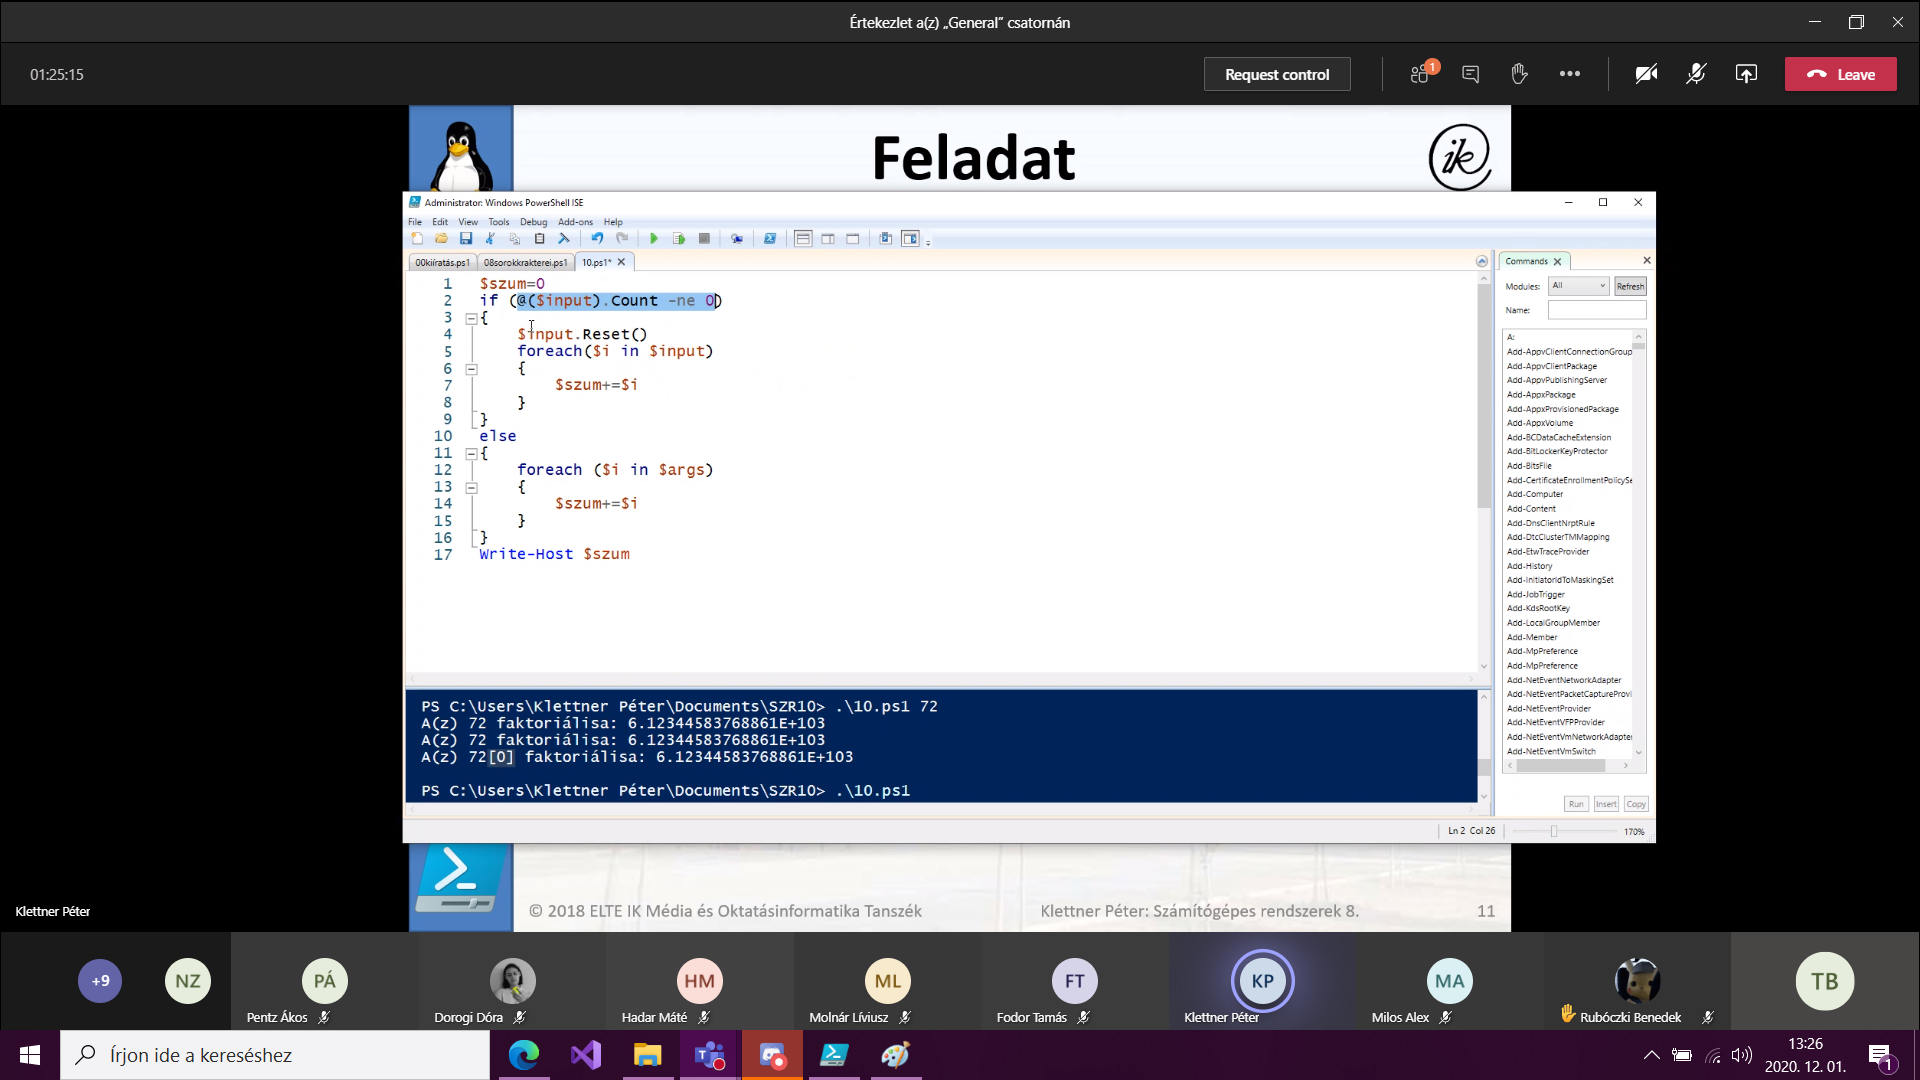 Értekezlet a(z) „General” csatornán
01:25:15
Request control
1
Leave
Feladat
ik
Administrator: Windows PowerShell ISE
File Edit View Tools Debug Add-ons Help
00kiíratás.ps1 08sorokkrakterei.ps1 10.ps1*
1 $szum=0
2 if (@($input).Count -ne 0)
3 {
4 $input.Reset()
5 foreach($i in $input)
6 {
7 $szum+=$i
8 }
9 }
10 else
11 {
12 foreach ($i in $args)
13 {
14 $szum+=$i
15 }
16 }
17 Write-Host $szum
Commands
Modules: All Refresh
Name:
A:
Add-AppvClientConnectionGroup
Add-AppvClientPackage
Add-AppvPublishingServer
Add-AppxPackage
Add-AppxProvisionedPackage
Add-AppxVolume
Add-BCDataCacheExtension
Add-BitLockerKeyProtector
Add-BitsFile
Add-CertificateEnrollmentPolicySe
Add-Computer
Add-Content
Add-DnsClientNrptRule
Add-DtcClusterTMMapping
Add-EtwTraceProvider
Add-History
Add-InitiatorIdToMaskingSet
Add-JobTrigger
Add-KdsRootKey
Add-LocalGroupMember
Add-Member
Add-MpPreference
Add-MpPreference
Add-NetEventNetworkAdapter
Add-NetEventPacketCaptureProvi
Add-NetEventProvider
Add-NetEventVFPProvider
Add-NetEventVmNetworkAdapte
Add-NetEventVmSwitch
Run Insert Copy
PS C:\Users\Klettner Péter\Documents\SZR10> .\10.ps1 72
A(z) 72 faktoriálisa: 6.12344583768861E+103
A(z) 72 faktoriálisa: 6.12344583768861E+103
A(z) 72[0] faktoriálisa: 6.12344583768861E+103
PS C:\Users\Klettner Péter\Documents\SZR10> .\10.ps1
Ln 2 Col 26 170%
© 2018 ELTE IK Média és Oktatásinformatika Tanszék Klettner Péter: Számítógépes rendszerek 8. 11
Klettner Péter
+9 NZ PÁ HM ML FT KP MA TB
Pentz Ákos Dorogi Dóra Hadar Máté Molnár Líviusz Fodor Tamás Klettner Péter Milos Alex Rubóczki Benedek
Írjon ide a kereséshez
13:26
2020. 12. 01.
1